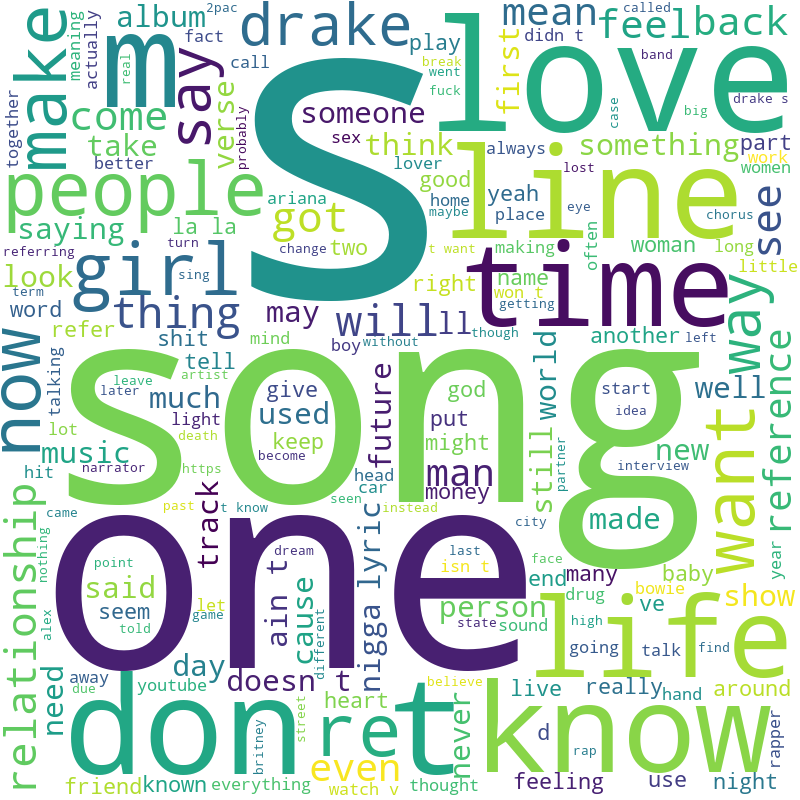 2pac
called
album
fact
drake
mean
feel
back
actually
meaning
real
make
m
say
call
play
didn t
first
love
break
went
band
fuck
case
big
drake s
together
come
take
verse
probably
S
someone
sex
think
always
something
part
lost
work
better
lover
line
women
people
ariana
good
yeah
home
place
eye
maybe
chorus
see
saying
la la
got
referring
turn
girl
change
two
t want
making
often
woman
long
look
sing
right
name
won t
time
little
term
thing
may
will
ll
getting
word
refer
shit
mind
boy
without
though
another
left
way
reference
now
talking
tell
world
leave
artist
much
give
god
start
well
later
song
light
used
future
put
idea
want
lot
music
death
keep
might
still
new
hit
narrator
https
become
man
head
partner
interview
car
money
seen
past
t know
instead
made
came
track
city
year
relationship
nothing
one
dream
last
isn t
end
many
face
baby
bowie
work
point
said
ain t
cause
nigga lyric
person
ve
drug
show
alex
seem
let
told
game
different
state
sound
high
going
talk
find
life
need
away
day
doesn t
believe
due
youtube
don t
ret
heart
never
live
really
hand
around
know
rapper
britney
street
even
d
rap
friend
known
everything
watch v
thought
feeling
use
night